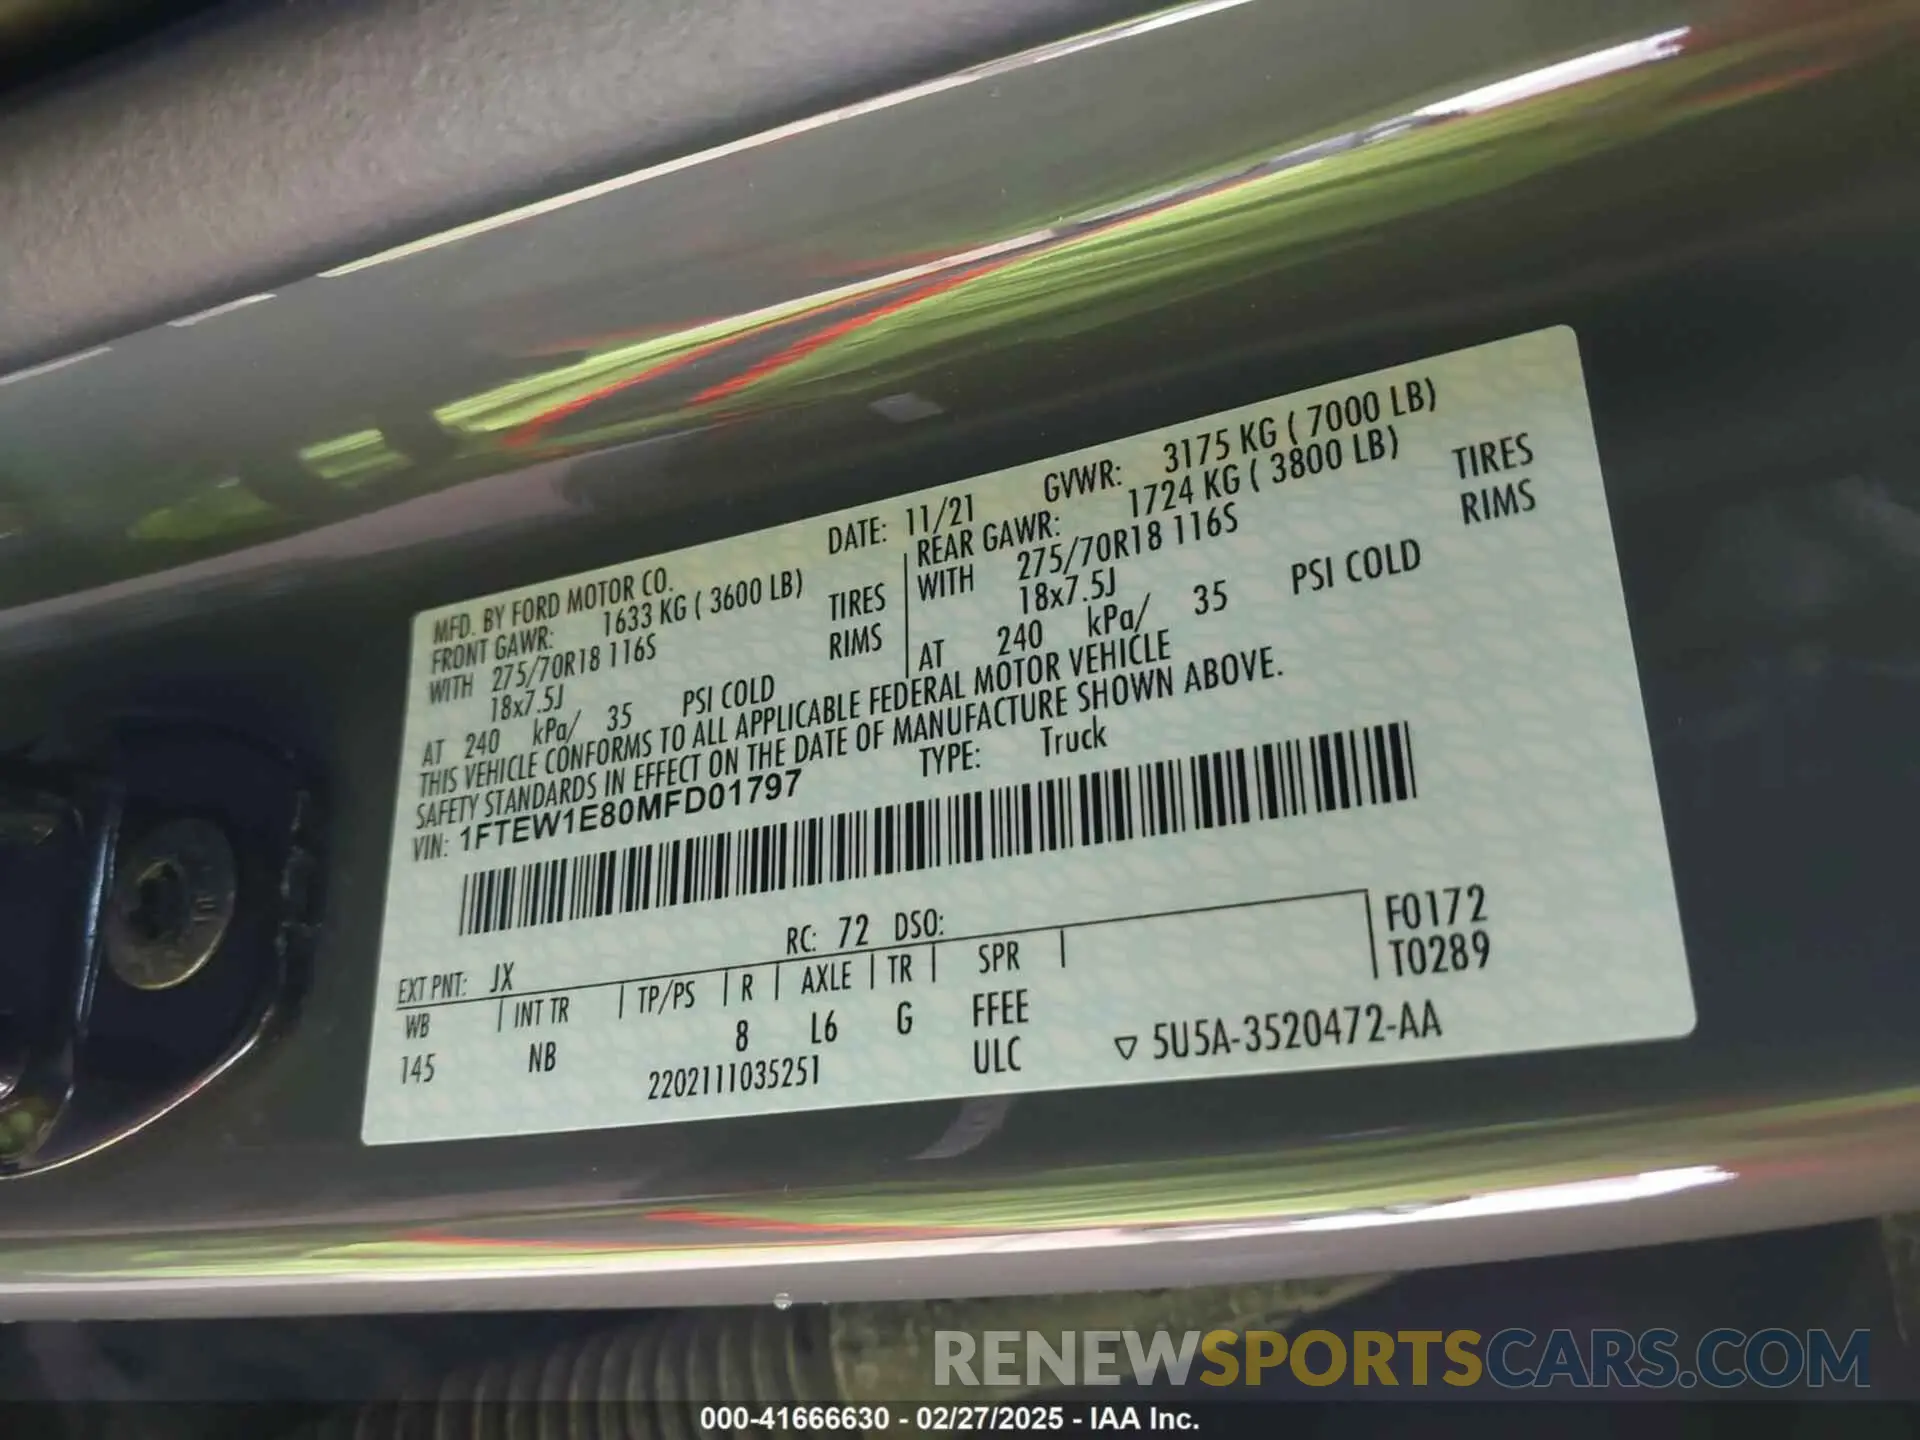 MFD. BY FORD MOTOR CO. DATE: 11/21 GVWR: 3175 KG ( 7000 LB)
FRONT GAWR: 1633 KG ( 3600 LB) REAR GAWR: 1724 KG ( 3800 LB)
WITH 275/70R18 116S TIRES WITH 275/70R18 116S TIRES
18x7.5J RIMS 18x7.5J RIMS
AT 240 kPa/ 35 PSI COLD AT 240 kPa/ 35 PSI COLD
THIS VEHICLE CONFORMS TO ALL APPLICABLE FEDERAL MOTOR VEHICLE
SAFETY STANDARDS IN EFFECT ON THE DATE OF MANUFACTURE SHOWN ABOVE.
VIN: 1FTEW1E80MFD01797 TYPE: Truck
EXT PNT: JX RC: 72 DSO: F0172
WB INT TR TP/PS R AXLE TR SPR T0289
145 NB 8 L6 G FFEE
2202111035251 ULC 5U5A-3520472-AA
RENEWSPORTSCARS.COM
000-41666630 - 02/27/2025 - IAA Inc.